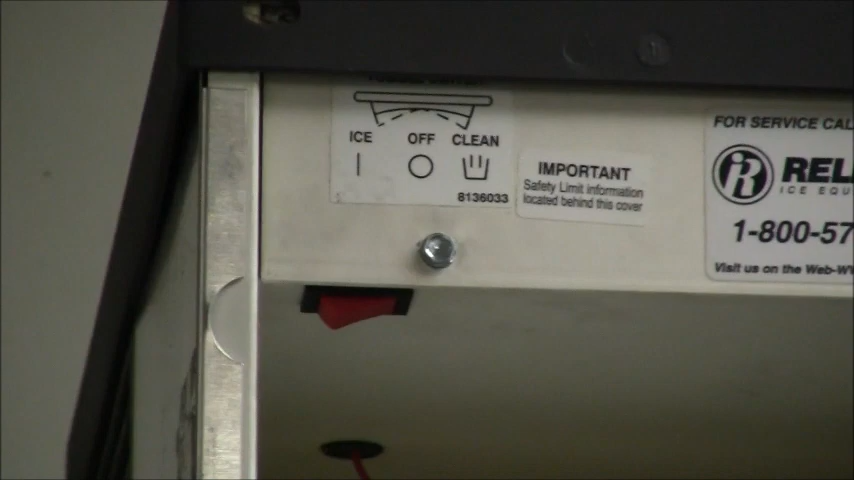 ICE OFF CLEAN
8136033
IMPORTANT
Safety Limit information
located behind this cover
FOR SERVICE CAL
REL
ICE EQU
1-800-57
Visit us on the Web-W